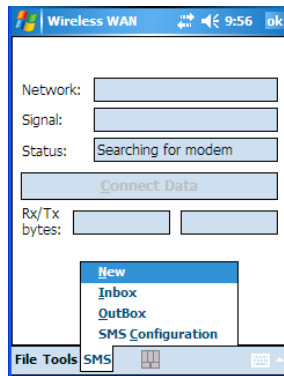 Wireless WAN 9:56 ok
Network:
Signal:
Status: Searching for modem
Connect Data
Rx/Tx
bytes:
New
Inbox
OutBox
SMS Configuration
File Tools SMS